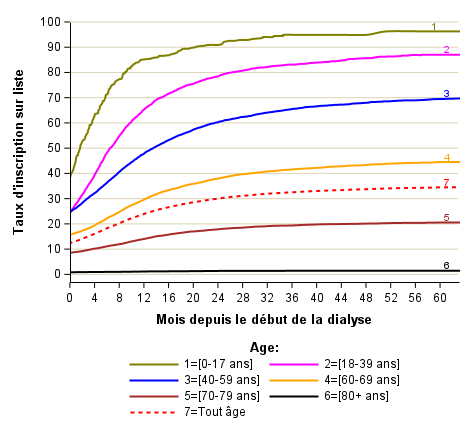 Taux d'inscription sur liste
100
90
80
70
60
50
40
30
20
10
0
1
2
3
4
7
5
6
0 4 8 12 16 20 24 28 32 36 40 44 48 52 56 60
Mois depuis le début de la dialyse
Age:
1=[0-17 ans] 2=[18-39 ans]
3=[40-59 ans] 4=[60-69 ans]
5=[70-79 ans] 6=[80+ ans]
7=Tout âge